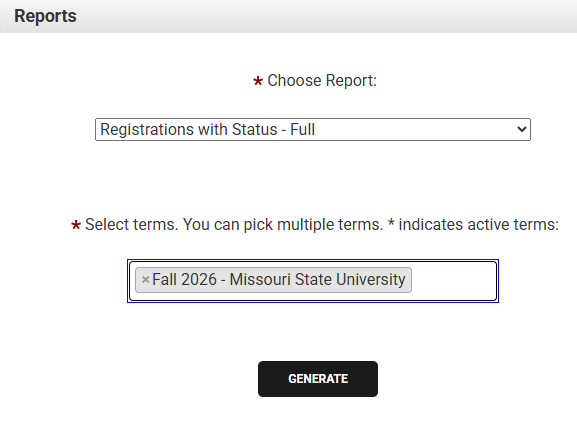 Reports
* Choose Report:
Registrations with Status - Full
* Select terms. You can pick multiple terms. * indicates active terms:
×Fall 2026 - Missouri State University
GENERATE